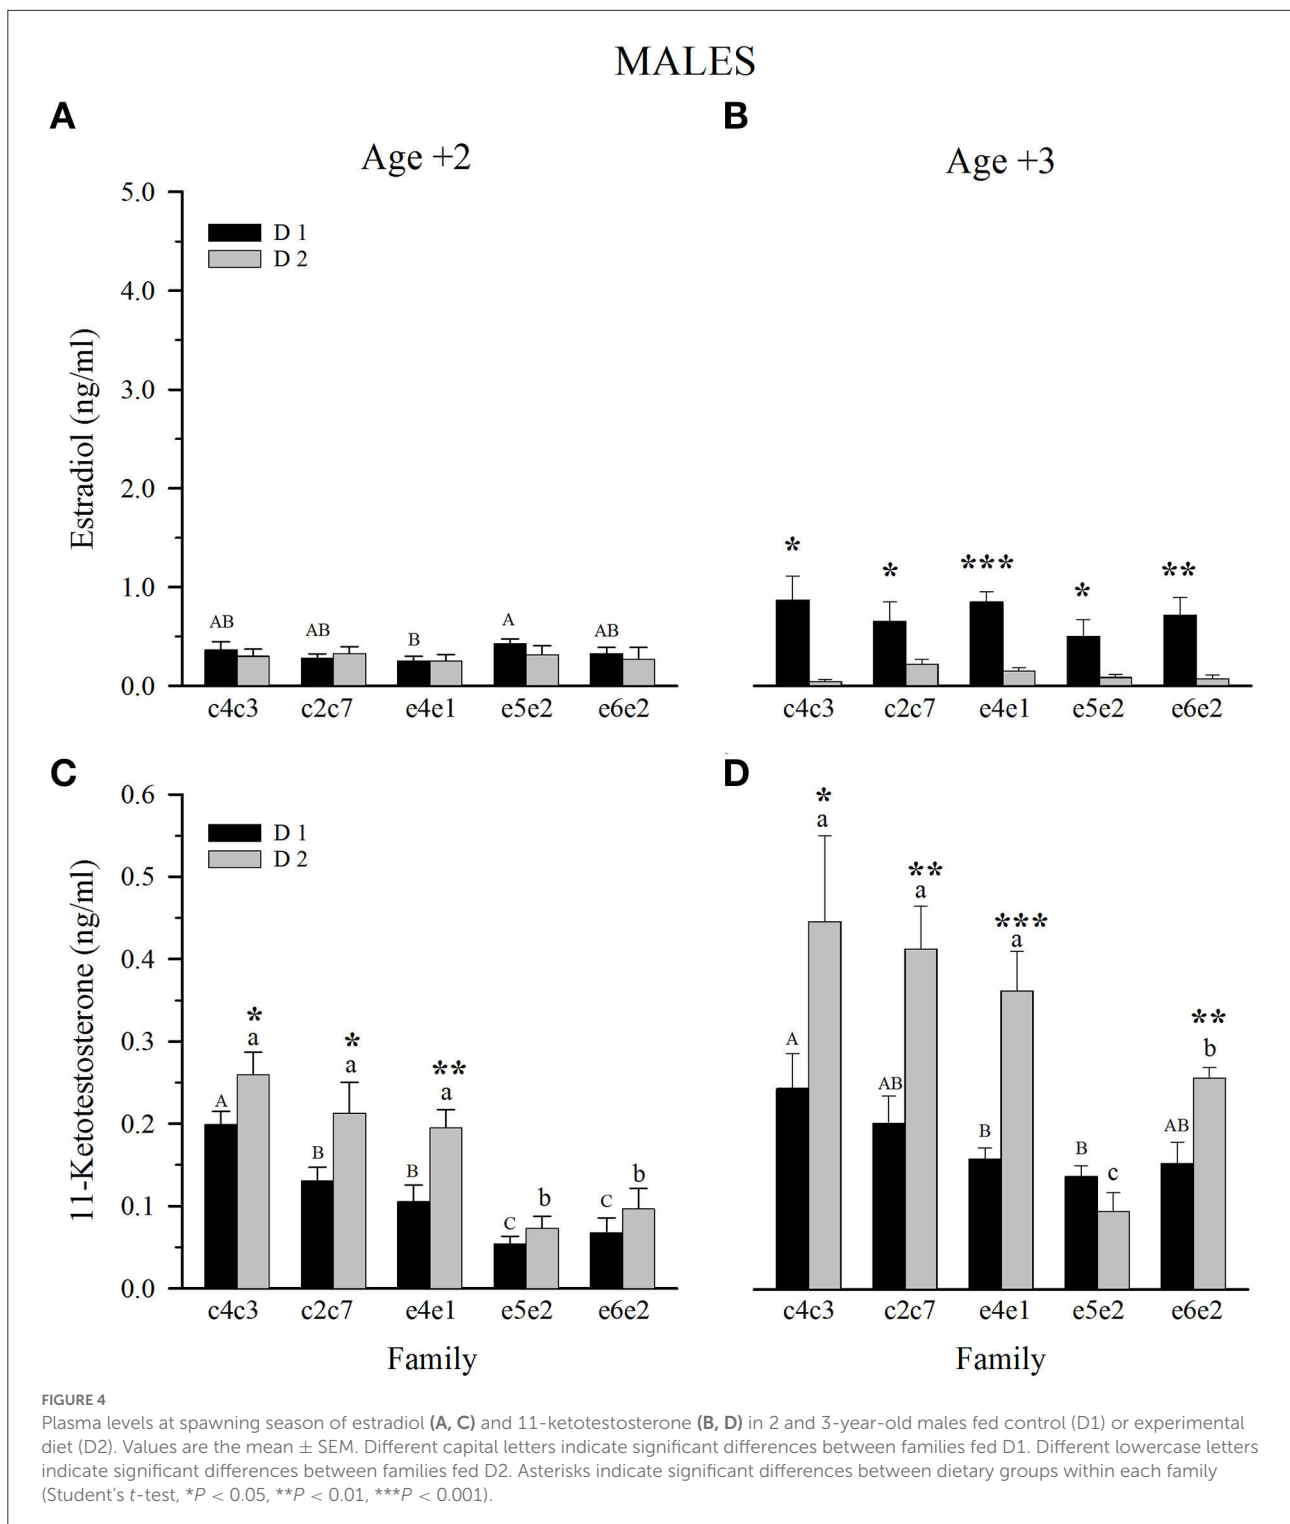 MALES
A
B
Age +2
Age +3
5.0
4.0
3.0
2.0
1.0
0.0
Estradiol (ng/ml)
D 1
D 2
AB
AB
B
A
AB
*
*
***
*
**
c4c3
c2c7
e4e1
e5e2
e6e2
c4c3
c2c7
e4e1
e5e2
e6e2
C
D
0.6
0.5
0.4
0.3
0.2
0.1
0.0
11-Ketotestosterone (ng/ml)
D 1
D 2
A
* a
B
* a
B
** a
C
b
C
b
A
* a
AB
** a
B
*** a
B
c
AB
** b
c4c3
c2c7
e4e1
e5e2
e6e2
c4c3
c2c7
e4e1
e5e2
e6e2
Family
Family
FIGURE 4
Plasma levels at spawning season of estradiol (A, C) and 11-ketotestosterone (B, D) in 2 and 3-year-old males fed control (D1) or experimental
diet (D2). Values are the mean ± SEM. Different capital letters indicate significant differences between families fed D1. Different lowercase letters
indicate significant differences between families fed D2. Asterisks indicate significant differences between dietary groups within each family
(Student's t-test, *P < 0.05, **P < 0.01, ***P < 0.001).